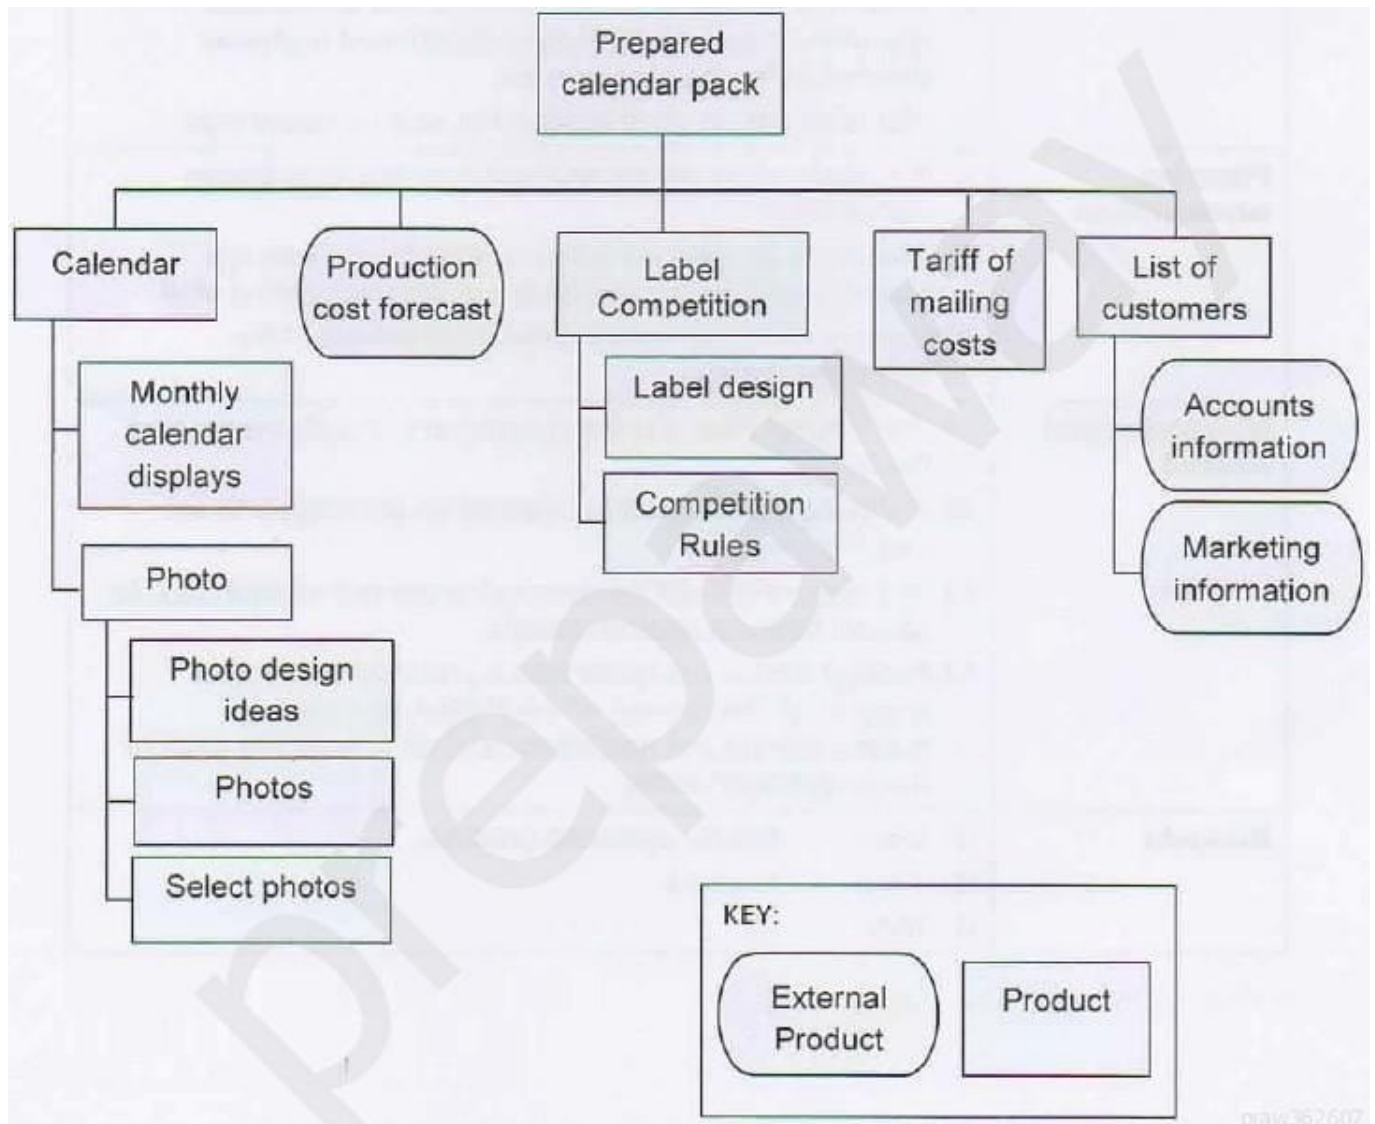 Prepared
calendar pack
Calendar
Production
cost forecast
Label
Competition
Tariff of
mailing
costs
List of
customers
Monthly
calendar
displays
Label design
Accounts
information
Competition
Rules
Marketing
information
Photo
Photo design
ideas
Photos
Select photos
KEY:
External
Product
Product
prepaway